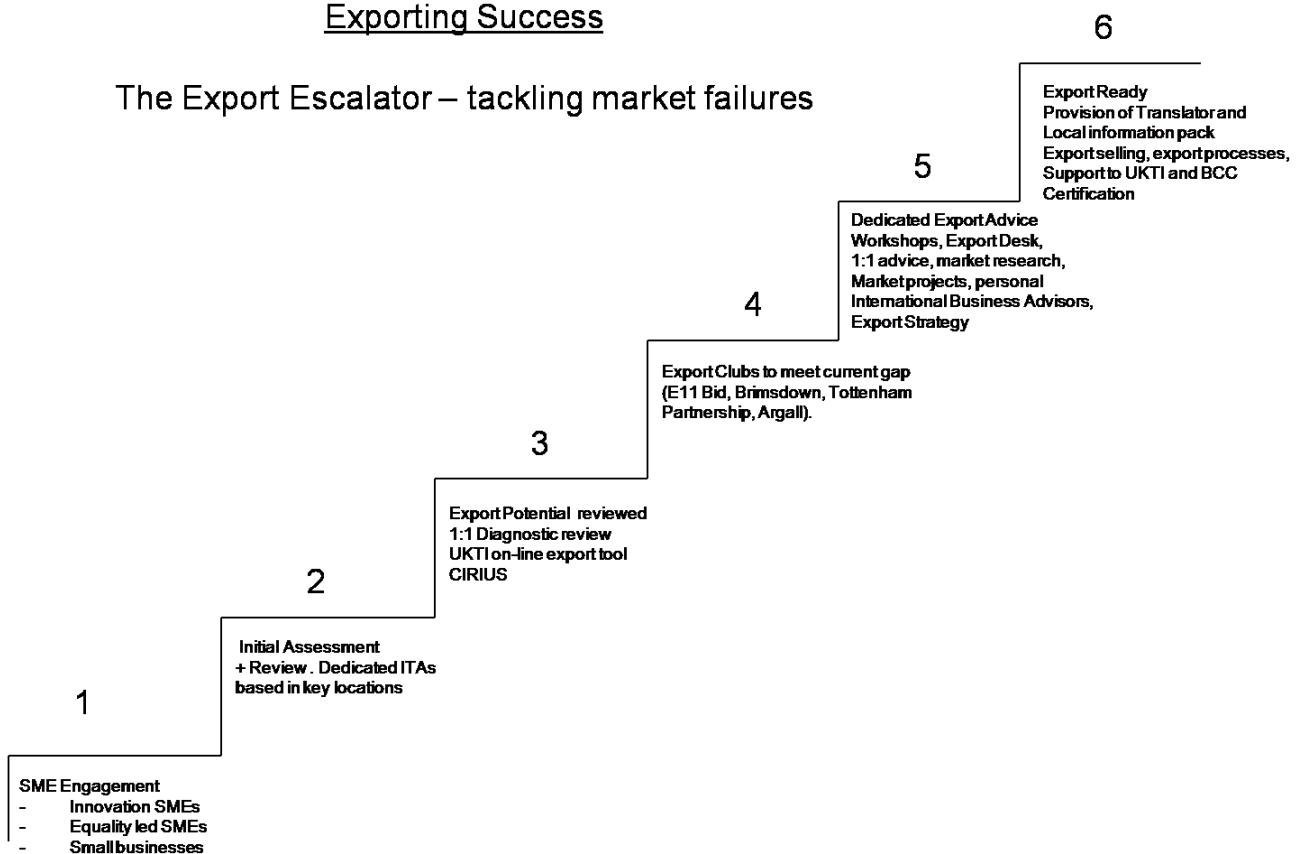 Exporting Success
The Export Escalator – tackling market failures
6
Export Ready
Provision of Translator and
Local information pack
Export selling, export processes,
Support to UKTI and BCC
Certification
5
Dedicated Export Advice
Workshops, Export Desk,
1:1 advice, market research,
Market projects, personal
International Business Advisors,
Export Strategy
4
Export Clubs to meet current gap
(E11 Bid, Brimsdown, Tottenham
Partnership, Argall).
3
Export Potential reviewed
1:1 Diagnostic review
UKTI on-line export tool
CIRIUS
2
Initial Assessment
+ Review . Dedicated ITAs
based in key locations
1
SME Engagement
- Innovation SMEs
- Equality led SMEs
- Small businesses